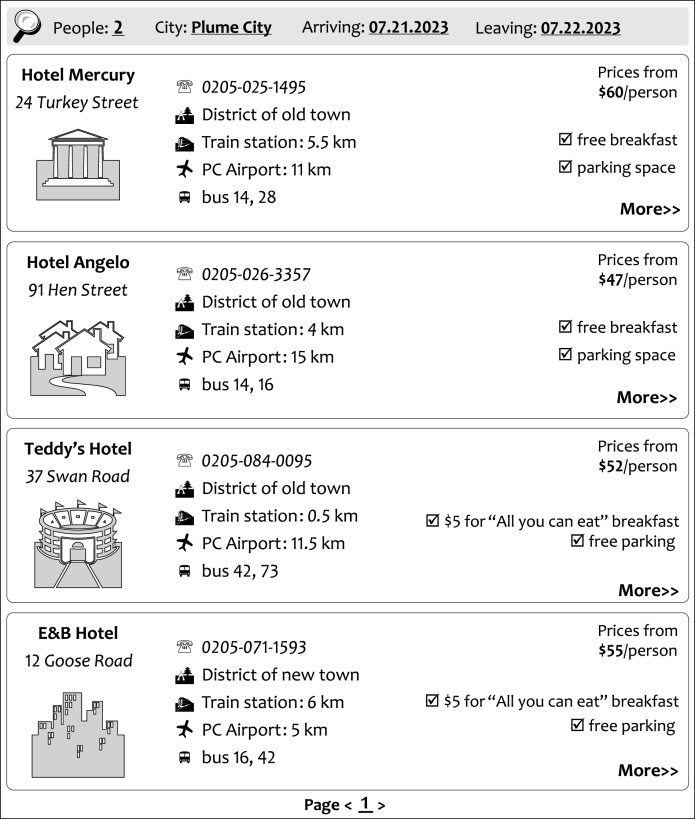 People: 2 City: Plume City Arriving: 07.21.2023 Leaving: 07.22.2023
Hotel Mercury
24 Turkey Street
0205-025-1495
District of old town
Train station: 5.5 km
PC Airport: 11 km
bus 14, 28
Prices from
$60/person
free breakfast
parking space
More>>
Hotel Angelo
91 Hen Street
0205-026-3357
District of old town
Train station: 4 km
PC Airport: 15 km
bus 14, 16
Prices from
$47/person
free breakfast
parking space
More>>
Teddy's Hotel
37 Swan Road
0205-084-0095
District of old town
Train station: 0.5 km
PC Airport: 11.5 km
bus 42, 73
Prices from
$52/person
$5 for “All you can eat” breakfast
free parking
More>>
E&B Hotel
12 Goose Road
0205-071-1593
District of new town
Train station: 6 km
PC Airport: 5 km
bus 16, 42
Prices from
$55/person
$5 for “All you can eat” breakfast
free parking
More>>
Page < 1 >